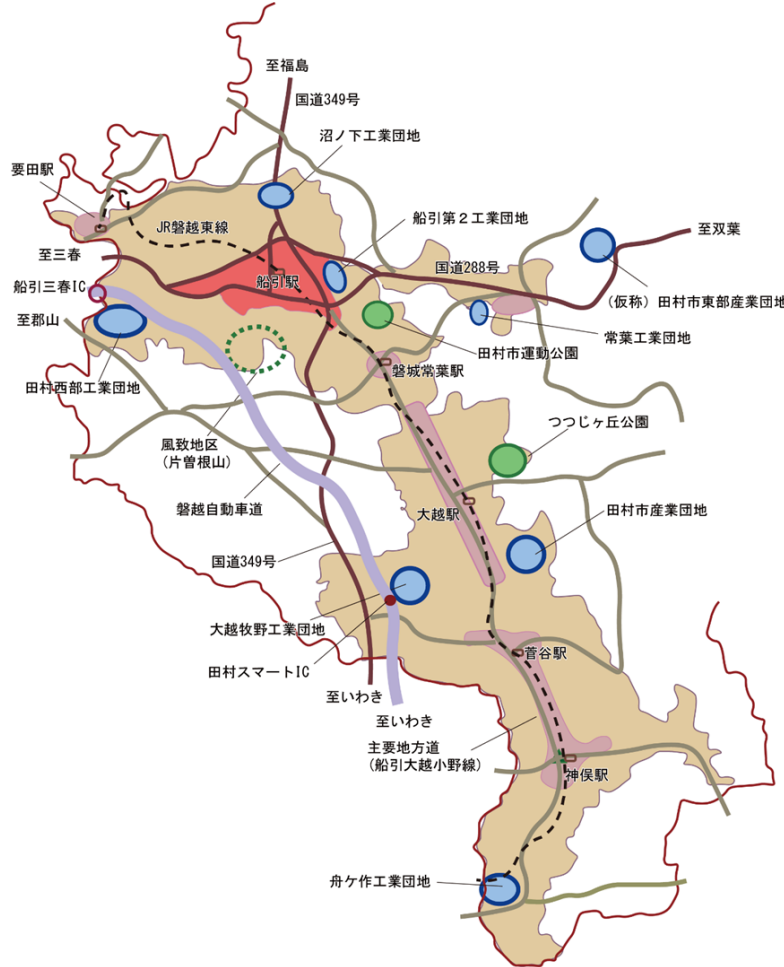 至福島
国道349号
沼ノ下工業団地
要田駅
船引第2工業団地
JR磐越東線
至双葉
至三春
船引駅
国道288号
船引三春IC
(仮称)田村市東部産業団地
至郡山
常葉工業団地
田村市運動公園
磐城常葉駅
田村西部工業団地
つつじヶ丘公園
風致地区
(片曽根山)
磐越自動車道
大越駅
田村市産業団地
国道349号
大越牧野工業団地
菅谷駅
田村スマートIC
至いわき
至いわき
主要地方道
(船引大越小野線)
神俣駅
舟ケ作工業団地